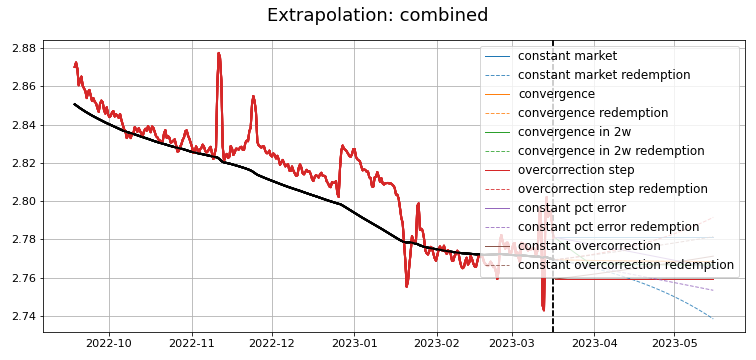 Extrapolation: combined
2.88
2.86
2.84
2.82
2.80
2.78
2.76
2.74
constant market
constant market redemption
convergence
convergence redemption
convergence in 2w
convergence in 2w redemption
overcorrection step
overcorrection step redemption
constant pct error
constant pct error redemption
constant overcorrection
constant overcorrection redemption
2022-10
2022-11
2022-12
2023-01
2023-02
2023-03
2023-04
2023-05